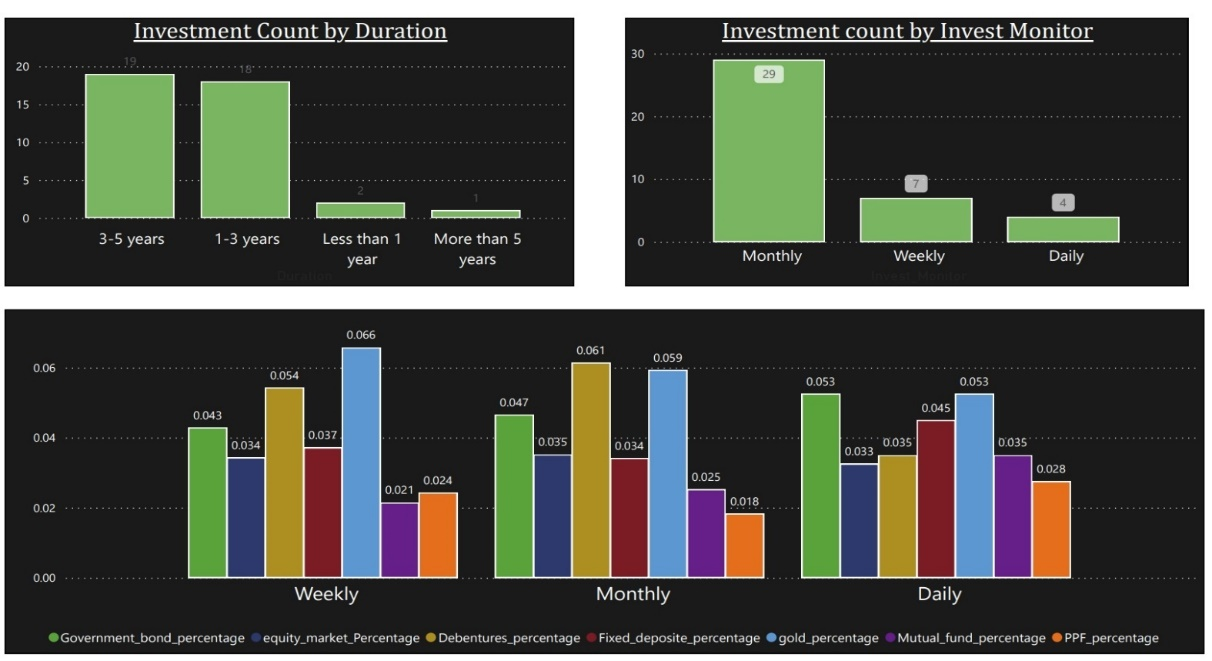 Investment Count by Duration
20
15
10
5
0
19
18
2
1
3-5 years
1-3 years
Less than 1
year
More than 5
years
Duration
Investment count by Invest Monitor
30
20
10
0
29
7
4
Monthly
Weekly
Daily
Invest_Monitor
0.06
0.04
0.02
0.00
0.043
0.034
0.054
0.037
0.066
0.021
0.024
0.047
0.035
0.061
0.034
0.059
0.025
0.018
0.053
0.033
0.035
0.045
0.053
0.035
0.028
Weekly
Monthly
Daily
Government_bond_percentage equity_market_Percentage Debentures_percentage Fixed_deposite_percentage gold_percentage Mutual_fund_percentage PPF_percentage